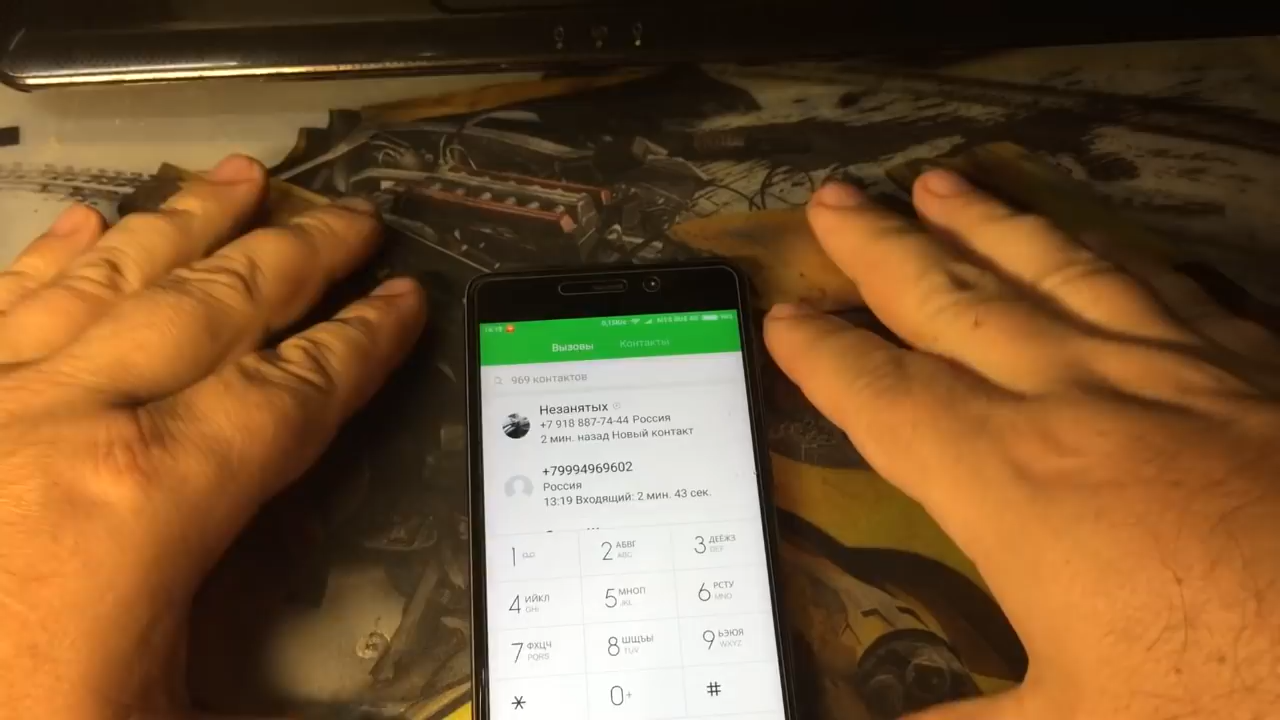 Вызовы Контакты
969 контактов
Незанятых
+7 918 887-74-44 Россия
2 мин. назад Новый контакт
+79994969602
Россия
13:19 Входящий: 2 мин. 43 сек.
1 2 АБВГ ABC 3 ДЕЁЖЗ DEF
4 ИЙКЛ GHI 5 МНОП JKL 6 РСТУ MNO
7 ФХЦЧ PQRS 8 ШЩЪЫ TUV 9 ЬЭЮЯ WXYZ
* 0 + #